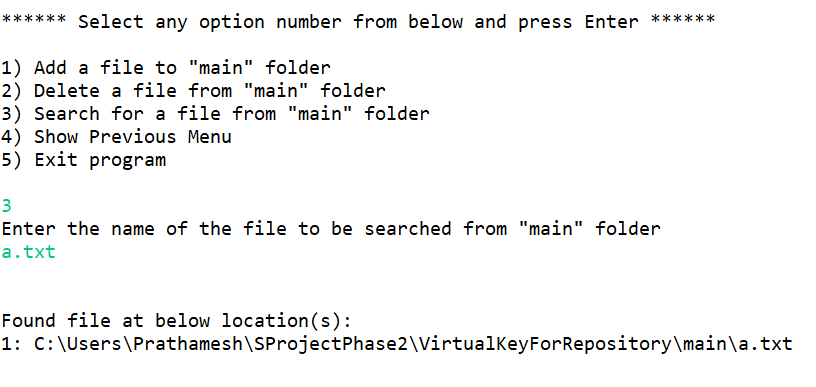 ****** Select any option number from below and press Enter ******
1) Add a file to "main" folder
2) Delete a file from "main" folder
3) Search for a file from "main" folder
4) Show Previous Menu
5) Exit program
3
Enter the name of the file to be searched from "main" folder
a.txt
Found file at below location(s):
1: C:\Users\Prathamesh\SProjectPhase2\VirtualKeyForRepository\main\a.txt